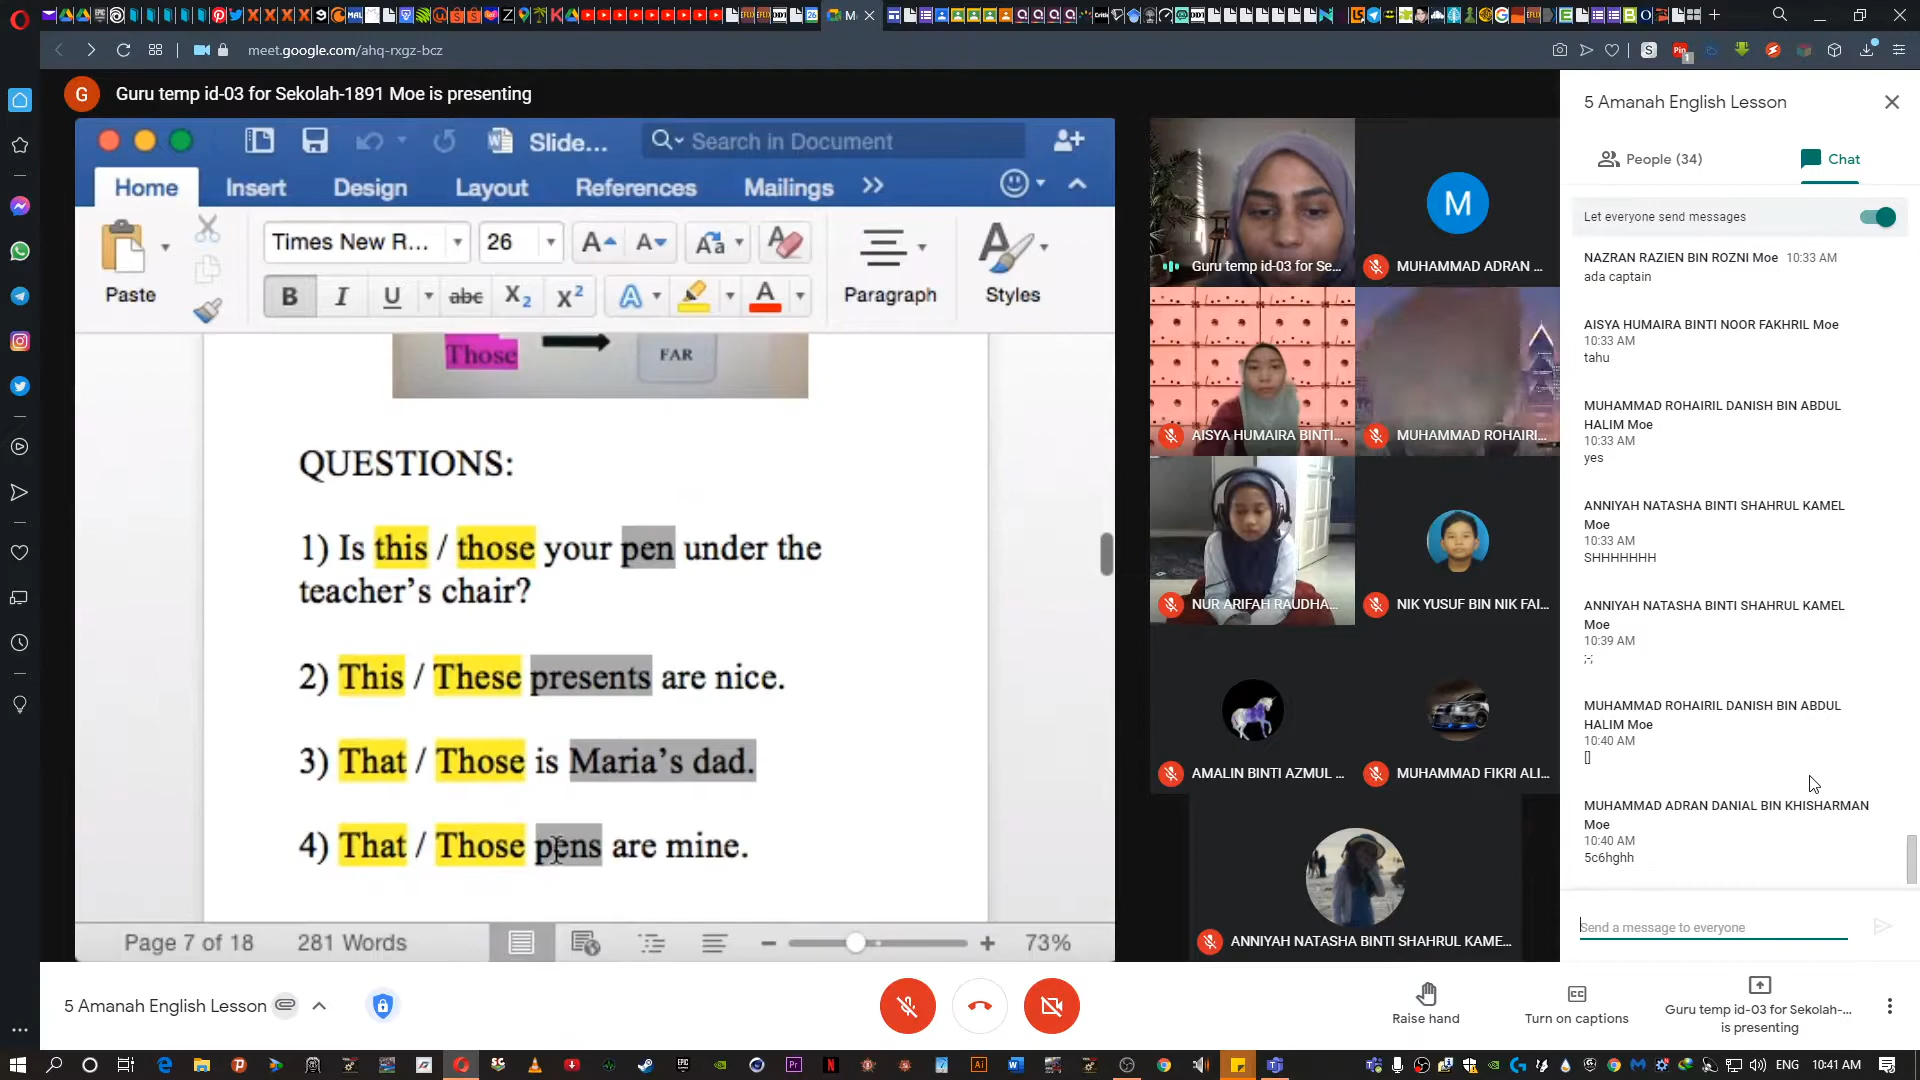 meet.google.com/ahq-rxgz-bcz
G
Guru temp id-03 for Sekolah-1891 Moe is presenting
Slide...
Search in Document
Home
Insert
Design
Layout
References
Mailings
Paste
Times New R...
26
Paragraph
Styles
Those
FAR
QUESTIONS:
1) Is this / those your pen under the
teacher's chair?
2) This / These presents are nice.
3) That / Those is Maria's dad.
4) That / Those pens are mine.
Page 7 of 18
281 Words
73%
Guru temp id-03 for Se...
M
MUHAMMAD ADRAN ...
AISYA HUMAIRA BINTI...
MUHAMMAD ROHAIRI...
NUR ARIFAH RAUDHA...
NIK YUSUF BIN NIK FAI...
AMALIN BINTI AZMUL ...
MUHAMMAD FIKRI ALI...
ANNIYAH NATASHA BINTI SHAHRUL KAME...
5 Amanah English Lesson
People (34)
Chat
Let everyone send messages
NAZRAN RAZIEN BIN ROZNI Moe 10:33 AM
ada captain
AISYA HUMAIRA BINTI NOOR FAKHRIL Moe
10:33 AM
tahu
MUHAMMAD ROHAIRIL DANISH BIN ABDUL
HALIM Moe
10:33 AM
yes
ANNIYAH NATASHA BINTI SHAHRUL KAMEL
Moe
10:33 AM
SHHHHHHH
ANNIYAH NATASHA BINTI SHAHRUL KAMEL
Moe
10:39 AM
;-;
MUHAMMAD ROHAIRIL DANISH BIN ABDUL
HALIM Moe
10:40 AM
[]
MUHAMMAD ADRAN DANIAL BIN KHISHARMAN
Moe
10:40 AM
5c6hghh
Send a message to everyone
5 Amanah English Lesson
Raise hand
Turn on captions
Guru temp id-03 for Sekolah-...
is presenting
ENG
10:41 AM